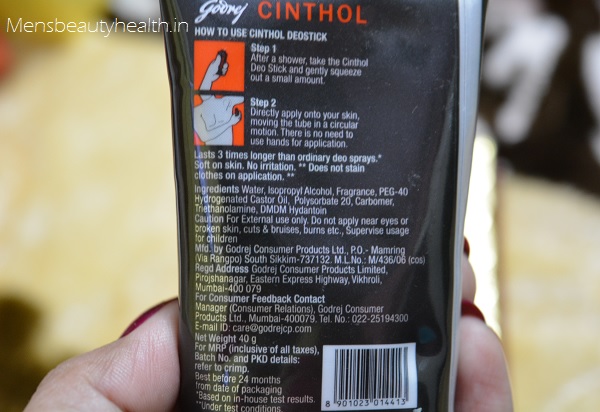 Mensbeautyhealth.in
Godrej CINTHOL
HOW TO USE CINTHOL DEOSTICK
Step 1
After a shower, take the Cinthol
Deo Stick and gently squeeze
out a small amount.
Step 2
Directly apply onto your skin,
moving the tube in a circular
motion. There is no need to
use hands for application.
Lasts 3 times longer than ordinary deo sprays.*
Soft on skin. No irritation. ** Does not stain
clothes on application. **
Ingredients Water, Isopropyl Alcohol, Fragrance, PEG-40
Hydrogenated Castor Oil, Polysorbate 20, Carbomer,
Triethanolamine, DMDM Hydantoin
Caution For External use only. Do not apply near eyes or
broken skin, cuts & bruises, burns etc., Supervise usage
for children
Mfd. by Godrej Consumer Products Ltd., P.O.- Mamring
(Via Rangpo) South Sikkim-737132. M.L.No.: M/436/06 (cos)
Regd Address Godrej Consumer Products Limited,
Pirojshanagar, Eastern Express Highway, Vikhroli,
Mumbai-400 079
For Consumer Feedback Contact
Manager (Consumer Relations), Godrej Consumer
Products Ltd., Mumbai-400079. Tel. No.: 022-25194300
E-mail ID: care@godrejcp.com
Net Weight 40 g
For MRP (inclusive of all taxes),
Batch No. and PKD details:
refer to crimp.
Best before 24 months
from date of packaging
*Based on in-house test results.
**Under test conditions.
8 901023 014413